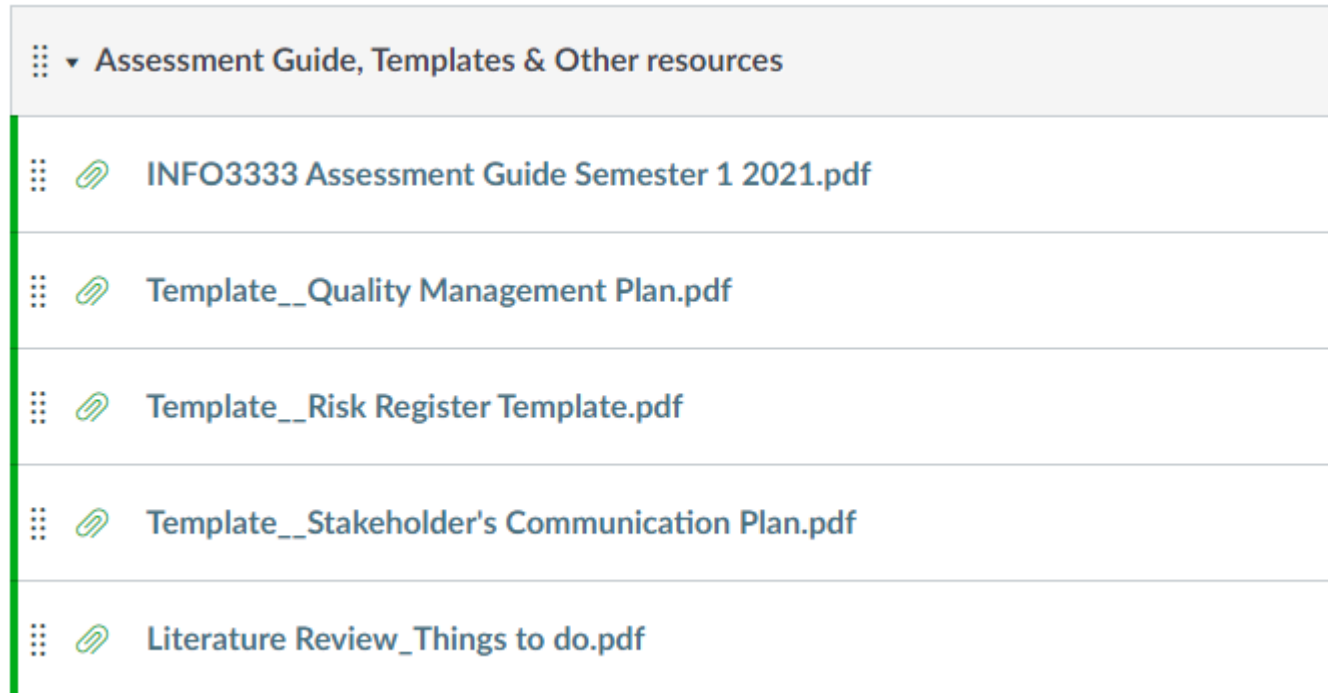 Assessment Guide, Templates & Other resources
INFO3333 Assessment Guide Semester 1 2021.pdf
Template__Quality Management Plan.pdf
Template__Risk Register Template.pdf
Template__Stakeholder's Communication Plan.pdf
Literature Review_Things to do.pdf